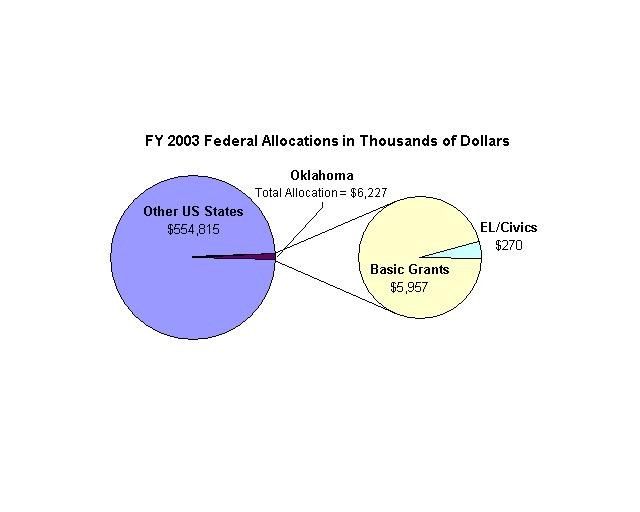 FY 2003 Federal Allocations in Thousands of Dollars
Oklahoma
Total Allocation = $6,227
Other US States
$554,815
EL/Civics
$270
Basic Grants
$5,957